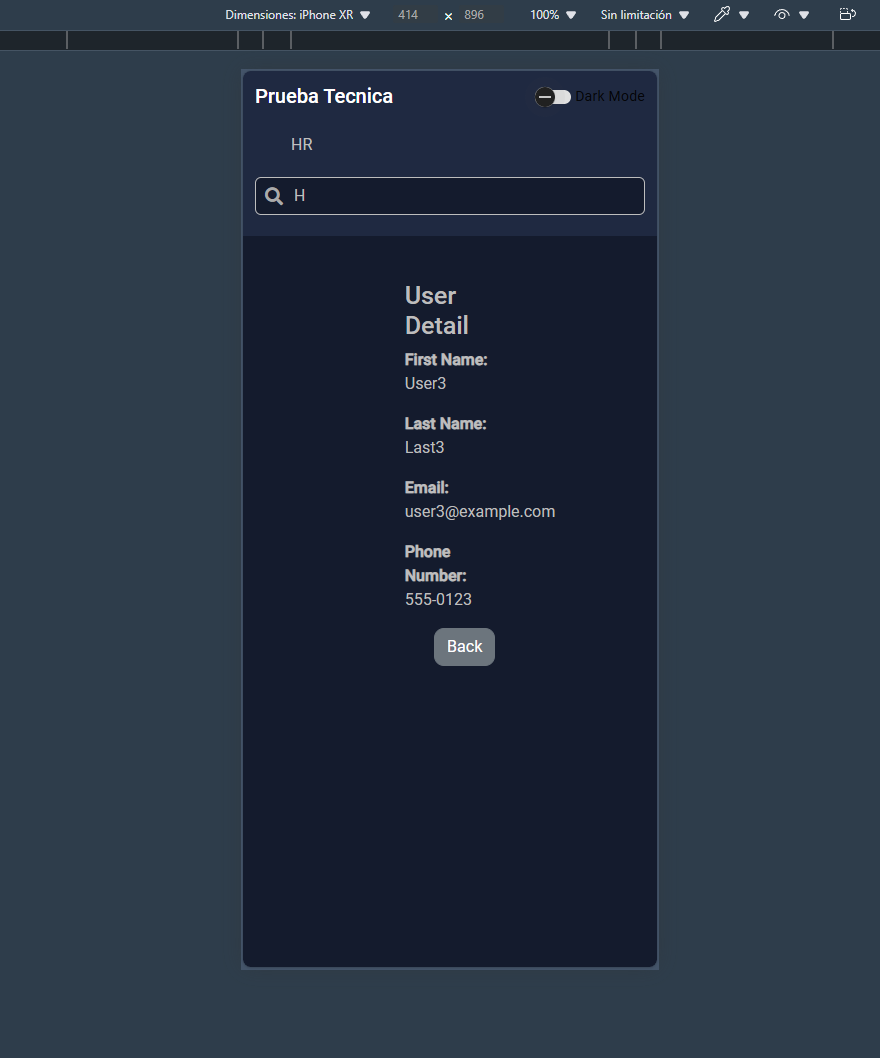 Dimensiones: iPhone XR 414 × 896 100% Sin limitación
Prueba Tecnica Dark Mode
HR
H
User
Detail
First Name:
User3
Last Name:
Last3
Email:
user3@example.com
Phone
Number:
555-0123
Back